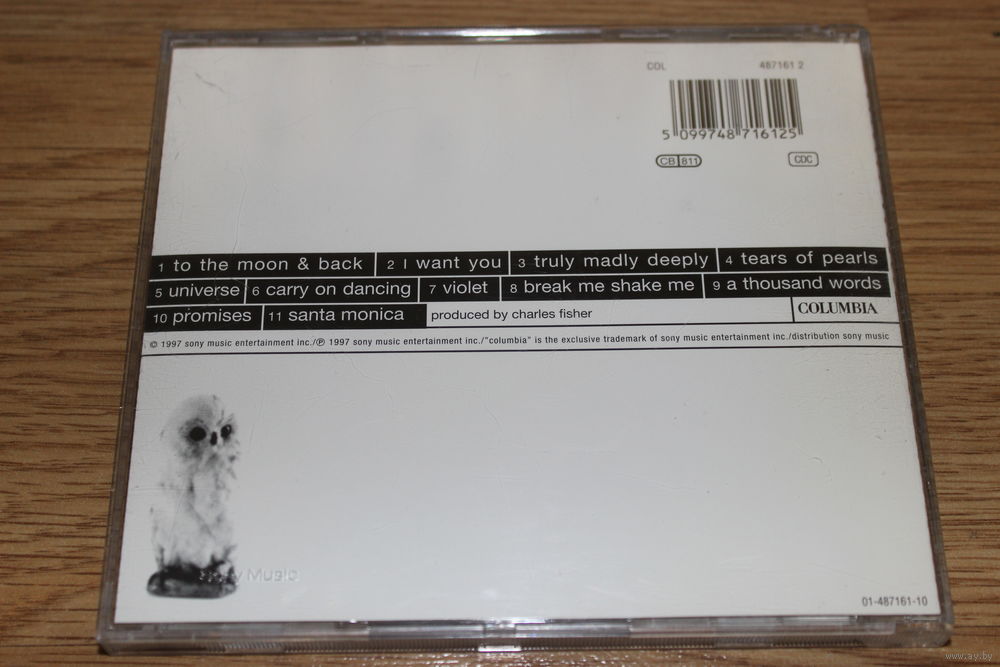 CDL 487161 2
5 099748 716125
CB 811 CDC
1 to the moon & back 2 I want you 3 truly madly deeply 4 tears of pearls
5 universe 6 carry on dancing 7 violet 8 break me shake me 9 a thousand words
10 promises 11 santa monica produced by charles fisher COLUMBIA
© 1997 sony music entertainment inc./℗ 1997 sony music entertainment inc./"columbia" is the exclusive trademark of sony music entertainment inc./distribution sony music
Music
01-487161-10
www.ay.by